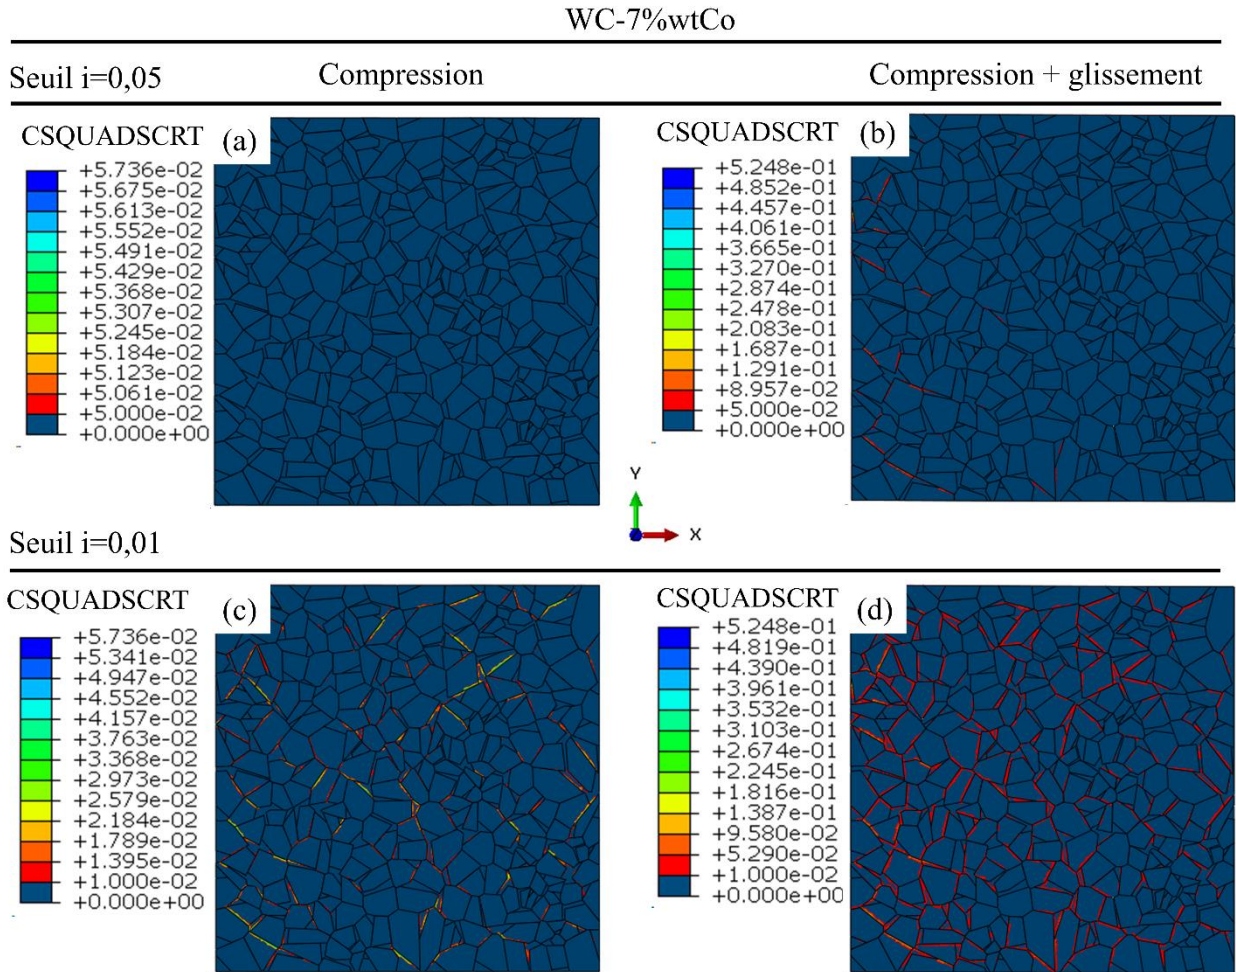 WC-7%wtCo
Seuil i=0,05
Compression
Compression + glissement
CSQUADSCRT
(a)
+5.736e-02
+5.675e-02
+5.613e-02
+5.552e-02
+5.491e-02
+5.429e-02
+5.368e-02
+5.307e-02
+5.245e-02
+5.184e-02
+5.123e-02
+5.061e-02
+5.000e-02
+0.000e+00
CSQUADSCRT
(b)
+5.248e-01
+4.852e-01
+4.457e-01
+4.061e-01
+3.665e-01
+3.270e-01
+2.874e-01
+2.478e-01
+2.083e-01
+1.687e-01
+1.291e-01
+8.957e-02
+5.000e-02
+0.000e+00
Y
X
Seuil i=0,01
CSQUADSCRT
(c)
+5.736e-02
+5.341e-02
+4.947e-02
+4.552e-02
+4.157e-02
+3.763e-02
+3.368e-02
+2.973e-02
+2.579e-02
+2.184e-02
+1.789e-02
+1.395e-02
+1.000e-02
+0.000e+00
CSQUADSCRT
(d)
+5.248e-01
+4.819e-01
+4.390e-01
+3.961e-01
+3.532e-01
+3.103e-01
+2.674e-01
+2.245e-01
+1.816e-01
+1.387e-01
+9.580e-02
+5.290e-02
+1.000e-02
+0.000e+00